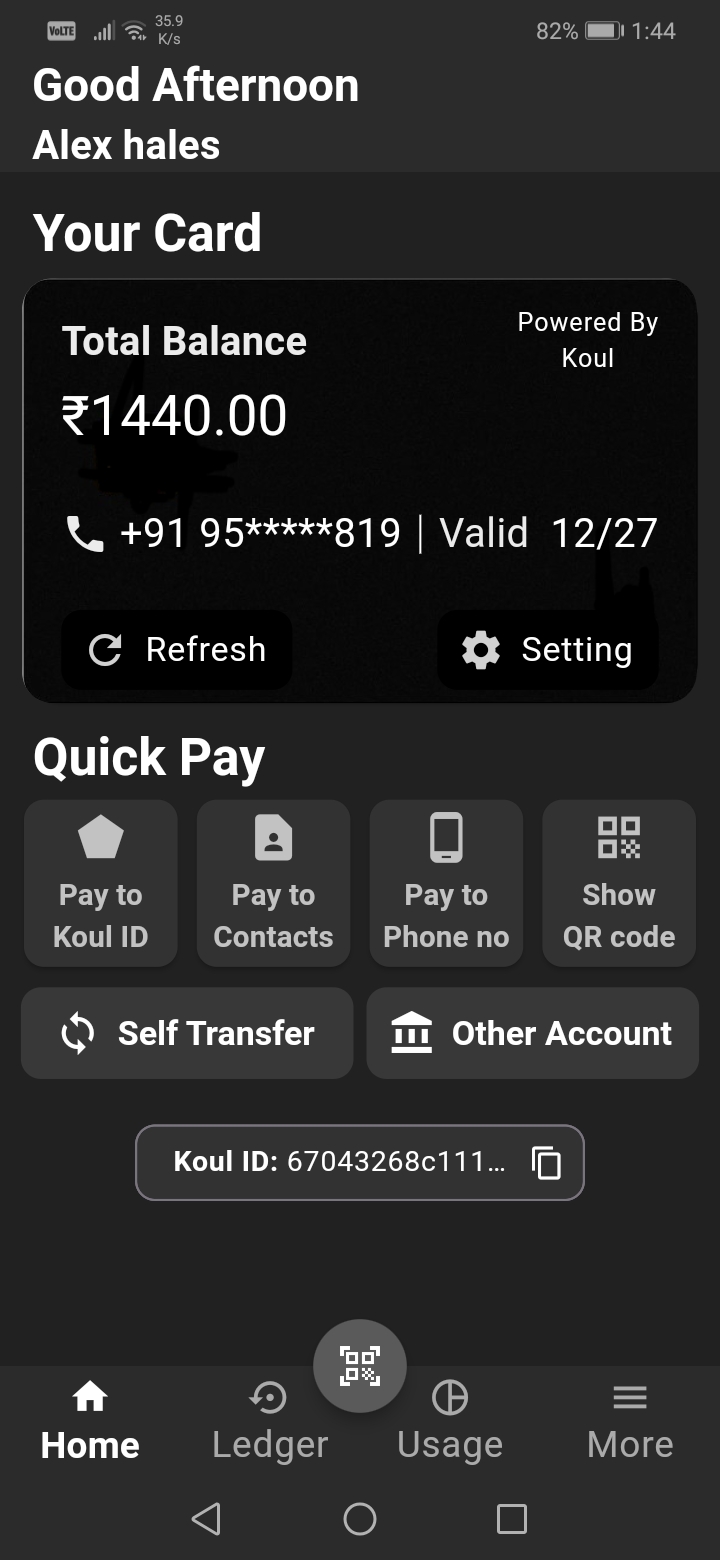 VoLTE 35.9 K/s 82% 1:44
Good Afternoon
Alex hales
Your Card
Total Balance
Powered By
Koul
₹1440.00
+91 95*****819 | Valid 12/27
Refresh
Setting
Quick Pay
Pay to
Koul ID
Pay to
Contacts
Pay to
Phone no
Show
QR code
Self Transfer
Other Account
Koul ID: 67043268c111...
Home
Ledger
Usage
More